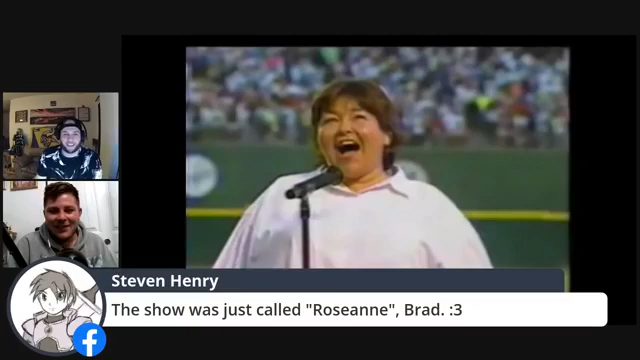 Steven Henry
The show was just called "Roseanne", Brad. :3